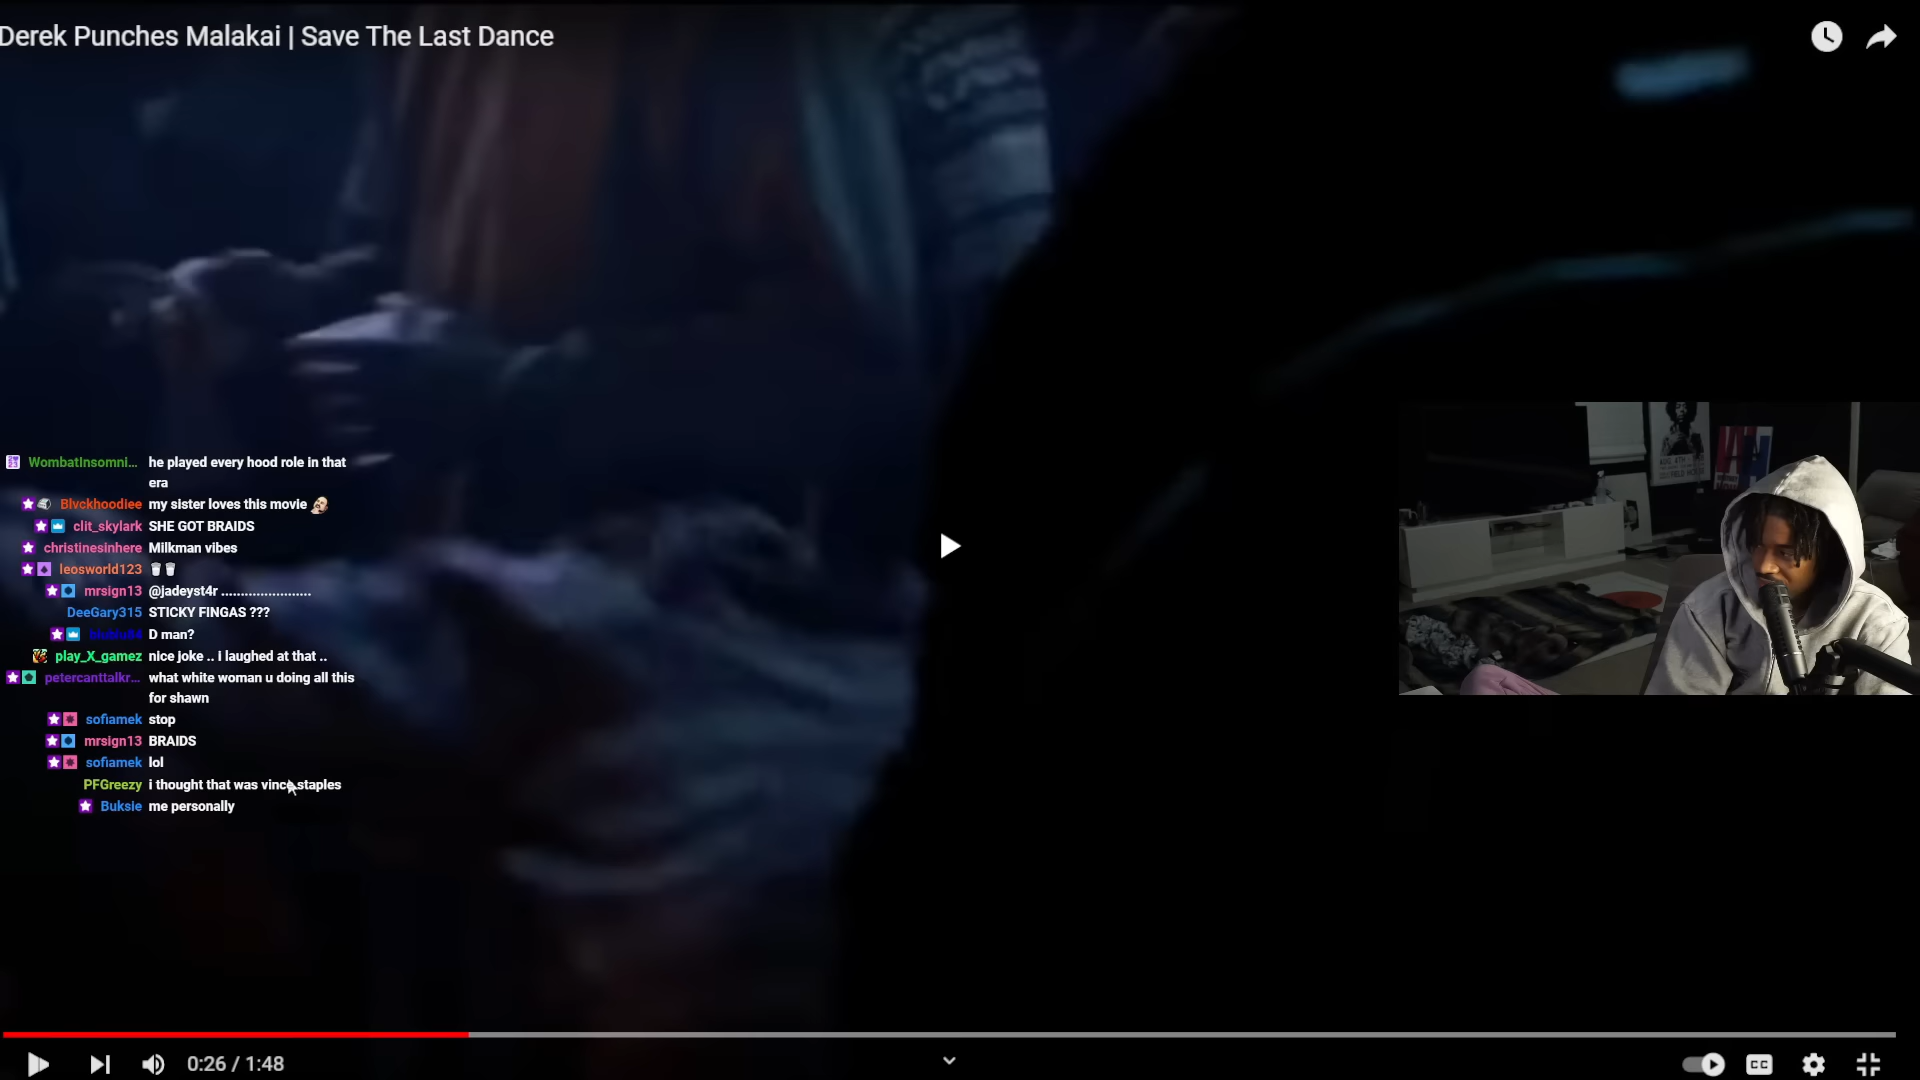 Derek Punches Malakai | Save The Last Dance
WombatInsomni... he played every hood role in that
era
Blvckhoodiee my sister loves this movie
clit_skylark SHE GOT BRAIDS
christinesinhere Milkman vibes
leosworld123
mrsign13 @jadeyst4r .......................
DeeGary315 STICKY FINGAS ???
D man?
play_X_gamez nice joke .. i laughed at that ..
petercanttalkr... what white woman u doing all this
for shawn
sofiamek stop
mrsign13 BRAIDS
sofiamek lol
PFGreezy i thought that was vince staples
Buksie me personally
0:26 / 1:48
CC